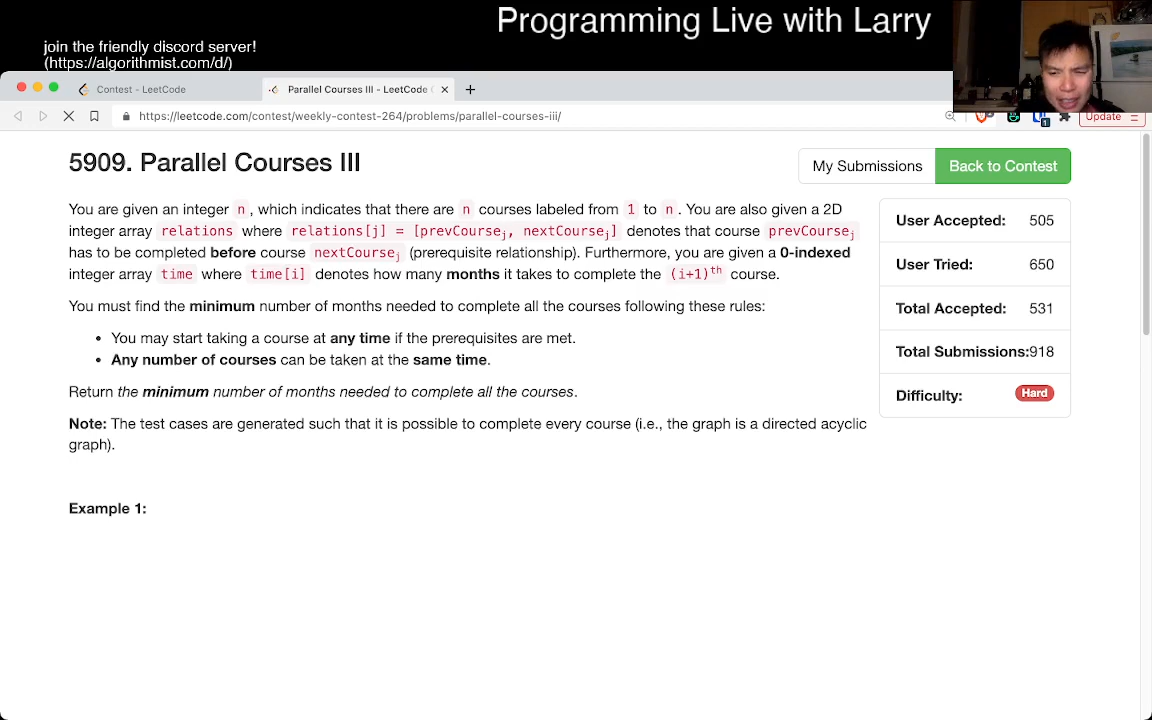 Programming Live with Larry
join the friendly discord server!
(https://algorithmist.com/d/)
Contest - LeetCode
Parallel Courses III - LeetCode
https://leetcode.com/contest/weekly-contest-264/problems/parallel-courses-iii/
Update
5909. Parallel Courses III
My Submissions
Back to Contest
You are given an integer n, which indicates that there are n courses labeled from 1 to n. You are also given a 2D
integer array relations where relations[j] = [prevCoursej, nextCoursej] denotes that course prevCoursej
has to be completed before course nextCoursej (prerequisite relationship). Furthermore, you are given a 0-indexed
integer array time where time[i] denotes how many months it takes to complete the (i+1)th course.
You must find the minimum number of months needed to complete all the courses following these rules:
• You may start taking a course at any time if the prerequisites are met.
• Any number of courses can be taken at the same time.
Return the minimum number of months needed to complete all the courses.
Note: The test cases are generated such that it is possible to complete every course (i.e., the graph is a directed acyclic
graph).
Example 1:
User Accepted: 505
User Tried: 650
Total Accepted: 531
Total Submissions:918
Difficulty: Hard